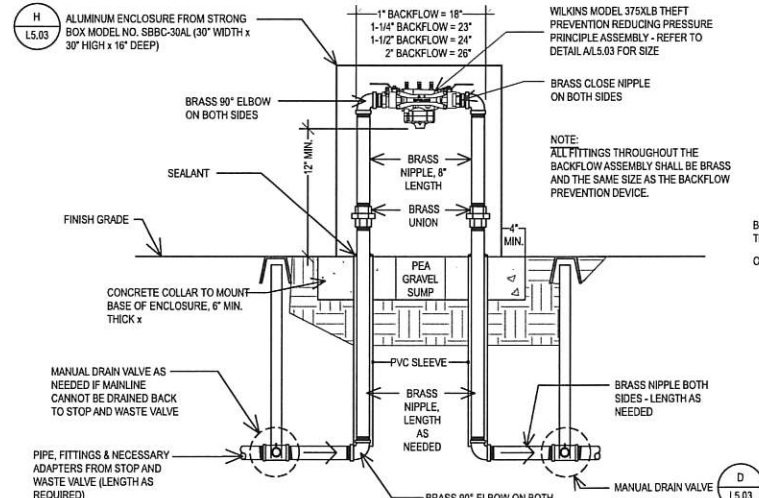 H
L5.03
ALUMINUM ENCLOSURE FROM STRONG
BOX MODEL NO. SBBC-30AL (30" WIDTH x
30" HIGH x 16" DEEP)
1" BACKFLOW = 18"
1-1/4" BACKFLOW = 23"
1-1/2" BACKFLOW = 24"
2" BACKFLOW = 26"
WILKINS MODEL 375XLB THEFT
PREVENTION REDUCING PRESSURE
PRINCIPLE ASSEMBLY - REFER TO
DETAIL A/L5.03 FOR SIZE
BRASS 90° ELBOW
ON BOTH SIDES
BRASS CLOSE NIPPLE
ON BOTH SIDES
12" MIN.
NOTE:
ALL FITTINGS THROUGHOUT THE
BACKFLOW ASSEMBLY SHALL BE BRASS
AND THE SAME SIZE AS THE BACKFLOW
PREVENTION DEVICE.
SEALANT
BRASS
NIPPLE, 8"
LENGTH
BRASS
UNION
FINISH GRADE
4"
MIN.
PEA
GRAVEL
SUMP
CONCRETE COLLAR TO MOUNT
BASE OF ENCLOSURE, 6" MIN.
THICK x
PVC SLEEVE
MANUAL DRAIN VALVE AS
NEEDED IF MAINLINE
CANNOT BE DRAINED BACK
TO STOP AND WASTE VALVE
BRASS
NIPPLE,
LENGTH
AS
NEEDED
BRASS NIPPLE BOTH
SIDES - LENGTH AS
NEEDED
PIPE, FITTINGS & NECESSARY
ADAPTERS FROM STOP AND
WASTE VALVE (LENGTH AS
REQUIRED)
BRASS 90° ELBOW ON BOTH
MANUAL DRAIN VALVE
D
L5.03